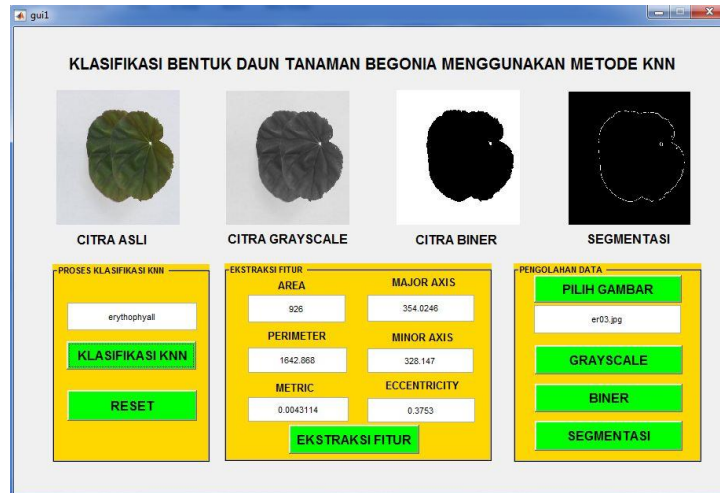 gui1
KLASIFIKASI BENTUK DAUN TANAMAN BEGONIA MENGGUNAKAN METODE KNN
CITRA ASLI
CITRA GRAYSCALE
CITRA BINER
SEGMENTASI
PROSES KLASIFIKASI KNN
erythophyall
KLASIFIKASI KNN
RESET
EKSTRAKSI FITUR
AREA
MAJOR AXIS
926
354.0246
PERIMETER
MINOR AXIS
1642.868
328.147
METRIC
ECCENTRICITY
0.0043114
0.3753
EKSTRAKSI FITUR
PENGOLAHAN DATA
PILIH GAMBAR
er03.jpg
GRAYSCALE
BINER
SEGMENTASI